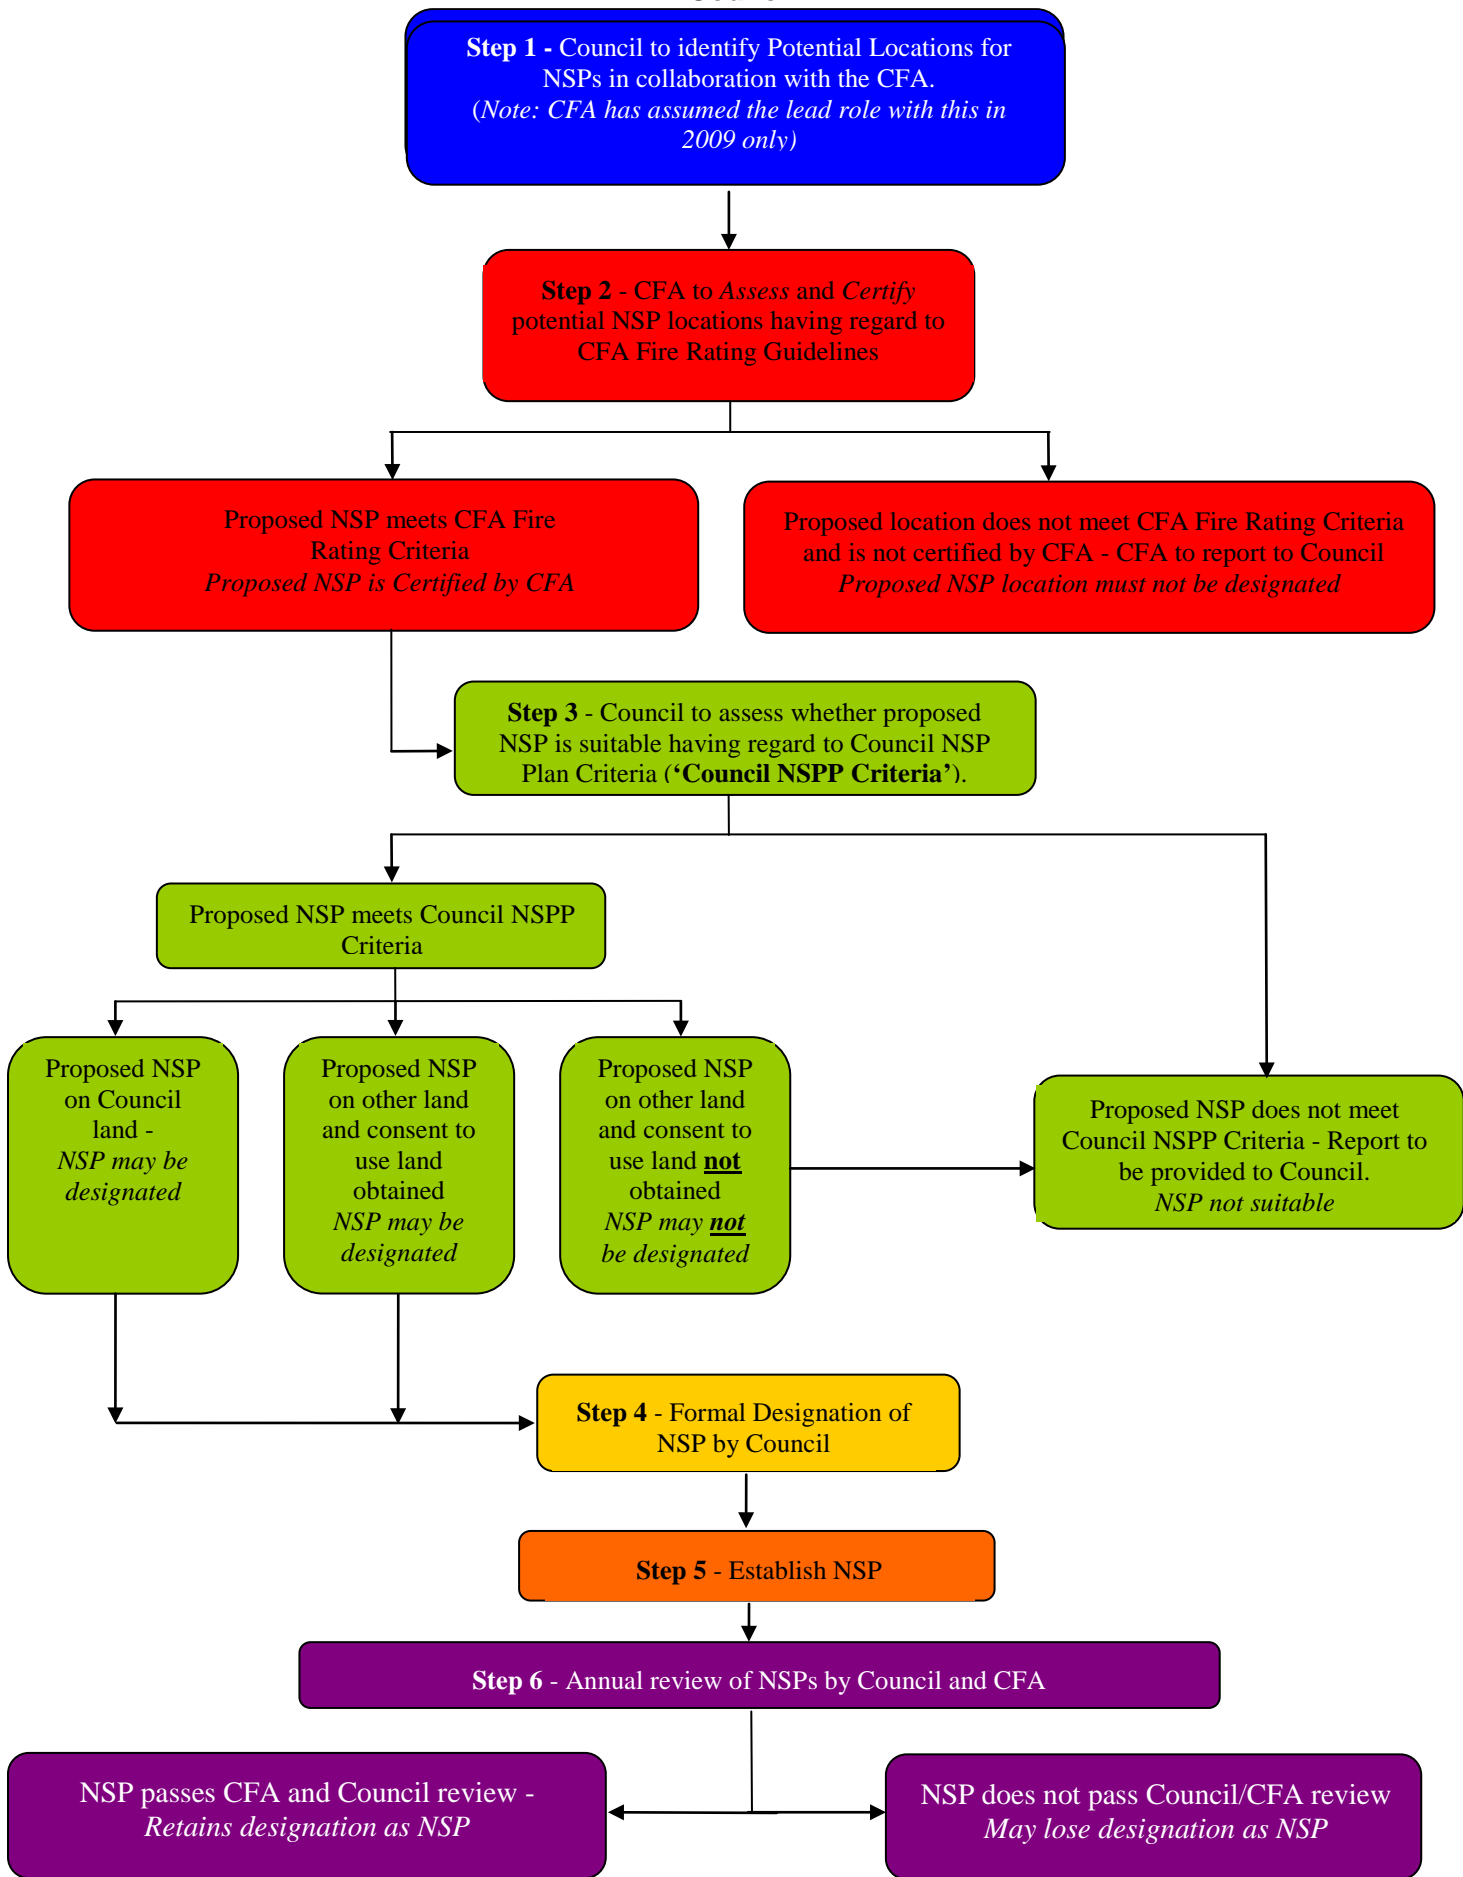 Step 1 - Council to identify Potential Locations for
NSPs in collaboration with the CFA.
(Note: CFA has assumed the lead role with this in
2009 only)
Step 2 - CFA to Assess and Certify
potential NSP locations having regard to
CFA Fire Rating Guidelines
Proposed NSP meets CFA Fire
Rating Criteria
Proposed NSP is Certified by CFA
Proposed location does not meet CFA Fire Rating Criteria
and is not certified by CFA - CFA to report to Council
Proposed NSP location must not be designated
Step 3 - Council to assess whether proposed
NSP is suitable having regard to Council NSP
Plan Criteria (‘Council NSPP Criteria’).
Proposed NSP meets Council NSPP
Criteria
Proposed NSP
on Council
land -
NSP may be
designated
Proposed NSP
on other land
and consent to
use land
obtained
NSP may be
designated
Proposed NSP
on other land
and consent to
use land not
obtained
NSP may not
be designated
Proposed NSP does not meet
Council NSPP Criteria - Report to
be provided to Council.
NSP not suitable
Step 4 - Formal Designation of
NSP by Council
Step 5 - Establish NSP
Step 6 - Annual review of NSPs by Council and CFA
NSP passes CFA and Council review -
Retains designation as NSP
NSP does not pass Council/CFA review
May lose designation as NSP